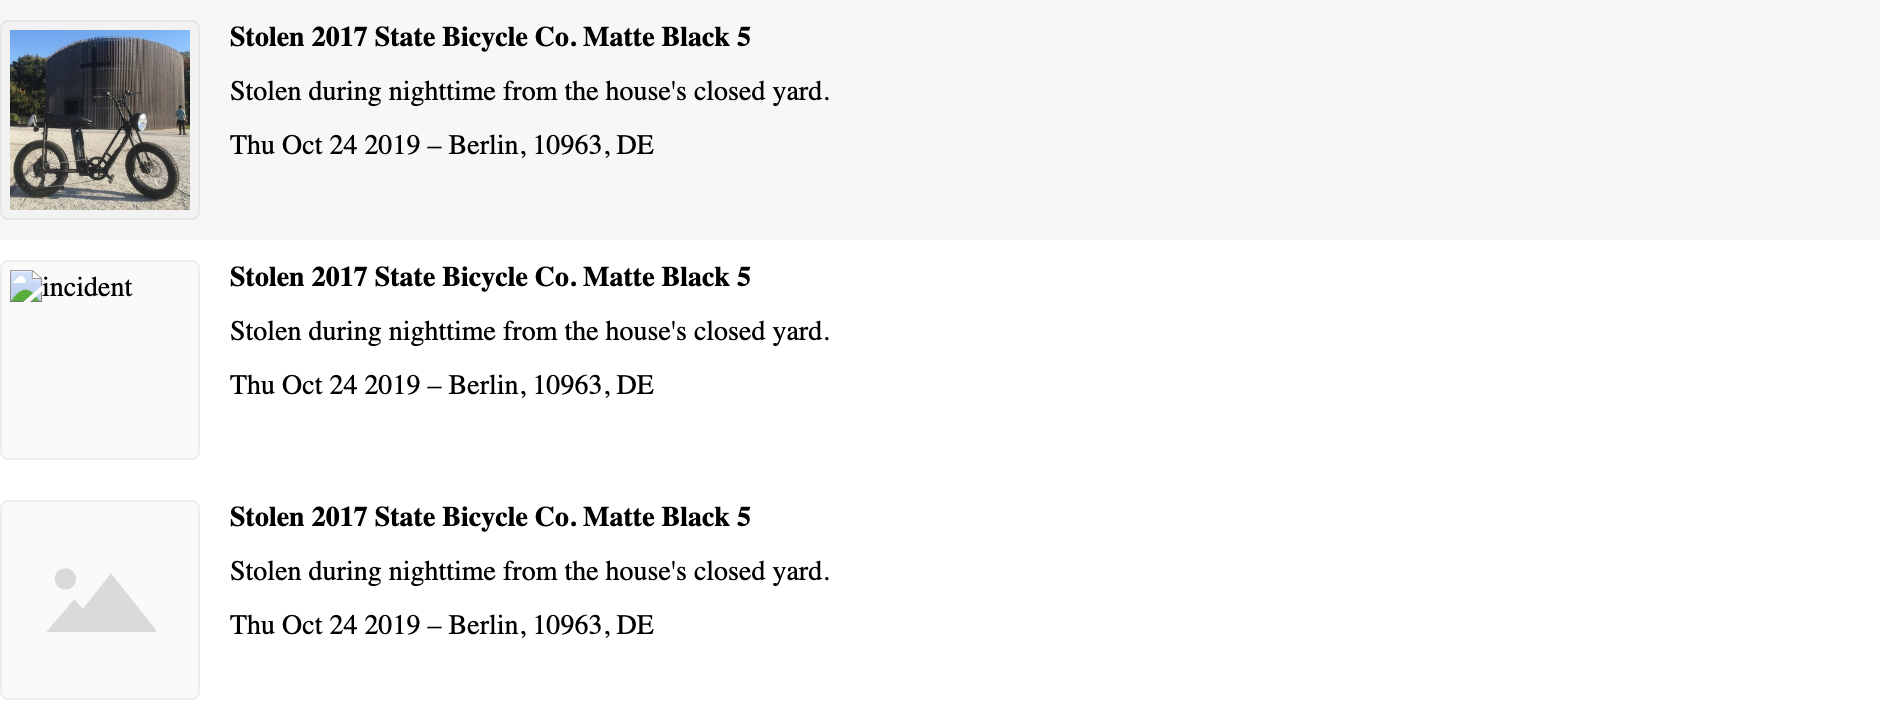 Stolen 2017 State Bicycle Co. Matte Black 5
Stolen during nighttime from the house's closed yard.
Thu Oct 24 2019 – Berlin, 10963, DE
incident
Stolen 2017 State Bicycle Co. Matte Black 5
Stolen during nighttime from the house's closed yard.
Thu Oct 24 2019 – Berlin, 10963, DE
Stolen 2017 State Bicycle Co. Matte Black 5
Stolen during nighttime from the house's closed yard.
Thu Oct 24 2019 – Berlin, 10963, DE